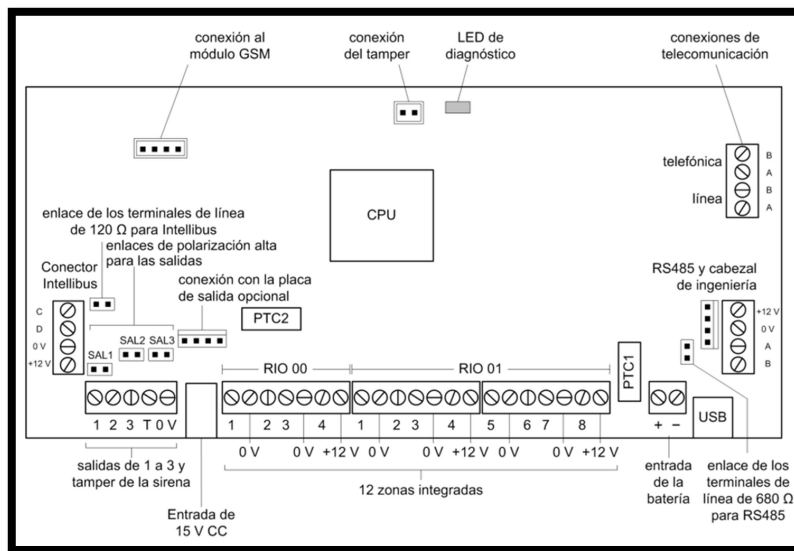 conexión al
módulo GSM
conexión
del tamper
LED de
diagnóstico
conexiones de
telecomunicación
telefónica
línea
B
A
B
A
CPU
enlace de los terminales de línea
de 120 Ω para Intellibus
enlaces de polarización alta
para las salidas
Conector
Intellibus
conexión con la placa
de salida opcional
RS485 y cabezal
de ingeniería
C
D
0 V
+12 V
SAL1
SAL2
SAL3
PTC2
PTC1
+12 V
0 V
A
B
RIO 00
RIO 01
1 2 3 T 0 V
1 2 3 4 1 2 3 4 5 6 7 8
+ −
USB
0 V 0 V +12 V 0 V 0 V +12 V 0 V 0 V +12 V
salidas de 1 a 3 y
tamper de la sirena
12 zonas integradas
Entrada de
15 V CC
entrada
de la
batería
enlace de los
terminales de
línea de 680 Ω
para RS485